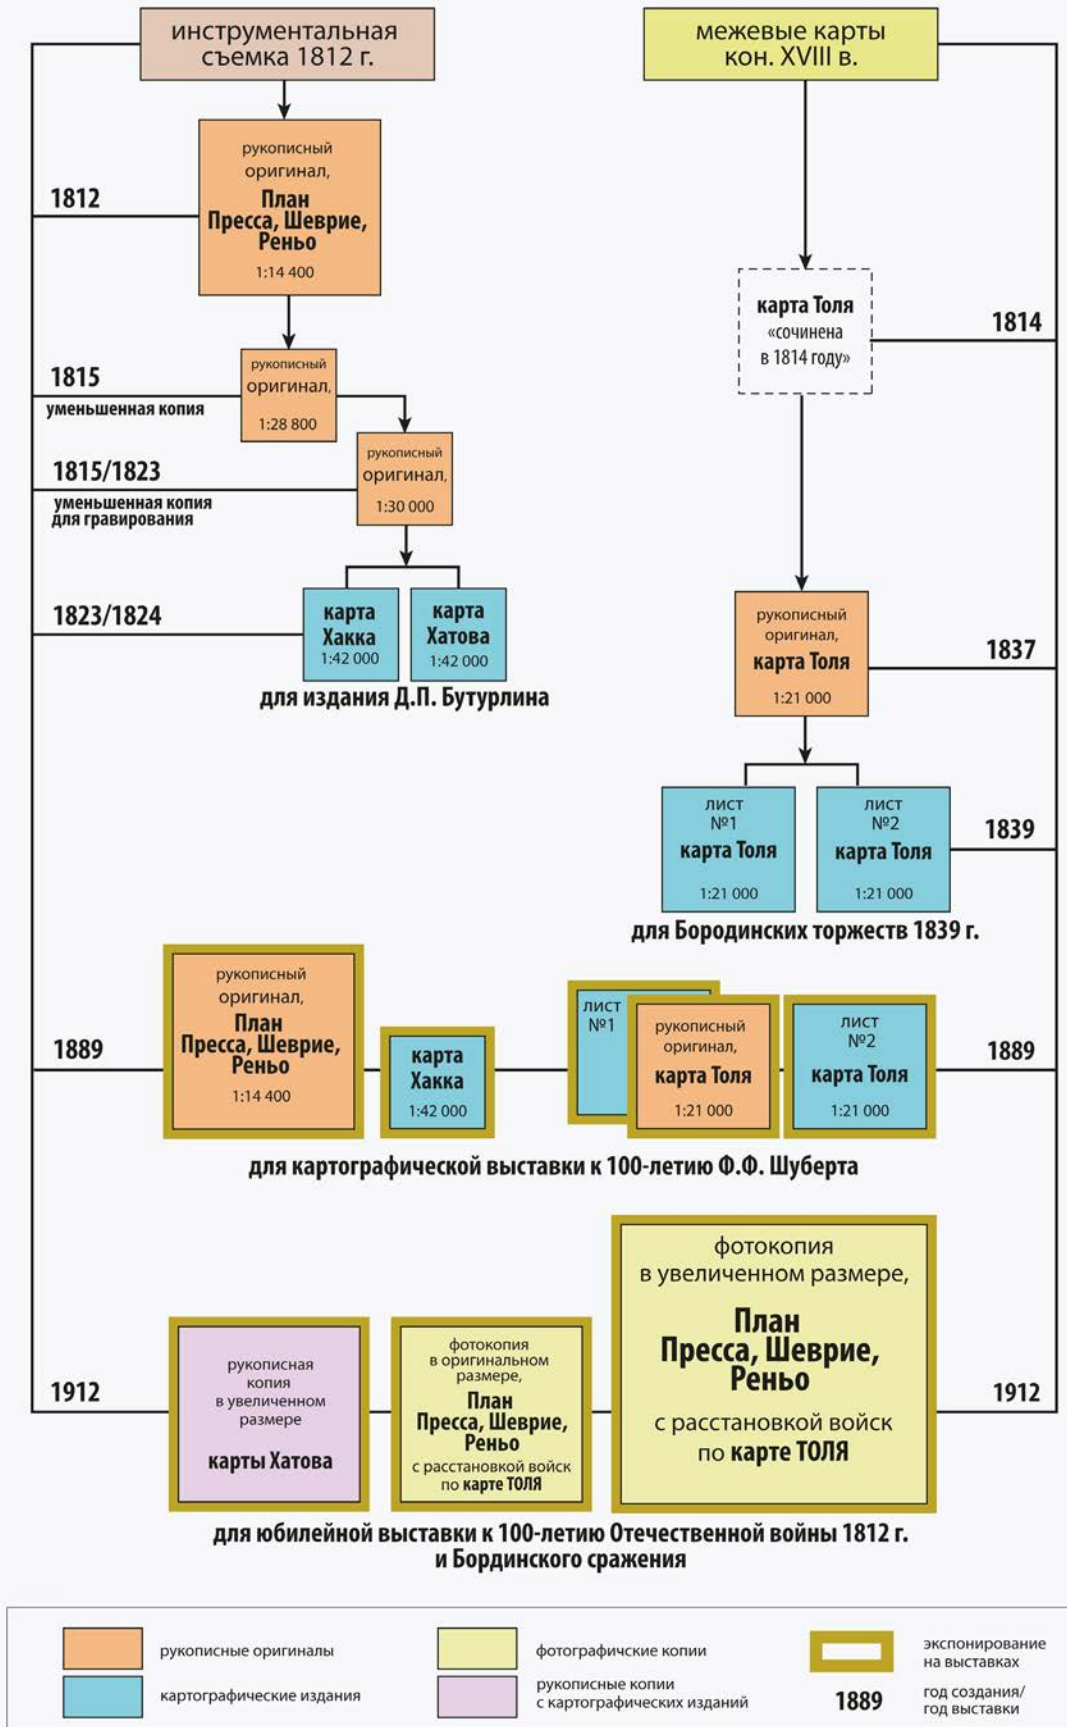 инструментальная
съемка 1812 г.
межевые карты
кон. XVIII в.
рукописный
оригинал,
План
Пресса, Шеврие,
Реньо
1:14 400
1812
карта Толя
«сочинена
в 1814 году»
1814
1815
уменьшенная копия
рукописный
оригинал,
1:28 800
1815/1823
уменьшенная копия
для гравирования
рукописный
оригинал,
1:30 000
1823/1824
карта
Хакка
1:42 000
карта
Хатова
1:42 000
для издания Д.П. Бутурлина
рукописный
оригинал,
карта Толя
1:21 000
1837
лист
№1
карта Толя
1:21 000
лист
№2
карта Толя
1:21 000
1839
для Бородинских торжеств 1839 г.
1889
рукописный
оригинал,
План
Пресса, Шеврие,
Реньо
1:14 400
карта
Хакка
1:42 000
лист
№1
рукописный
оригинал,
карта Толя
1:21 000
лист
№2
карта Толя
1:21 000
1889
для картографической выставки к 100-летию Ф.Ф. Шуберта
1912
рукописная
копия
в увеличенном
размере
карты Хатова
фотокопия
в оригинальном
размере,
План
Пресса, Шеврие,
Реньо
с расстановкой войск
по карте ТОЛЯ
фотокопия
в увеличенном размере,
План
Пресса, Шеврие,
Реньо
с расстановкой войск
по карте ТОЛЯ
1912
для юбилейной выставки к 100-летию Отечественной войны 1812 г.
и Бординского сражения
рукописные оригиналы
картографические издания
фотографичские копии
рукописные копии
с картографических изданий
экспонирование
на выставках
1889
год создания/
год выставки